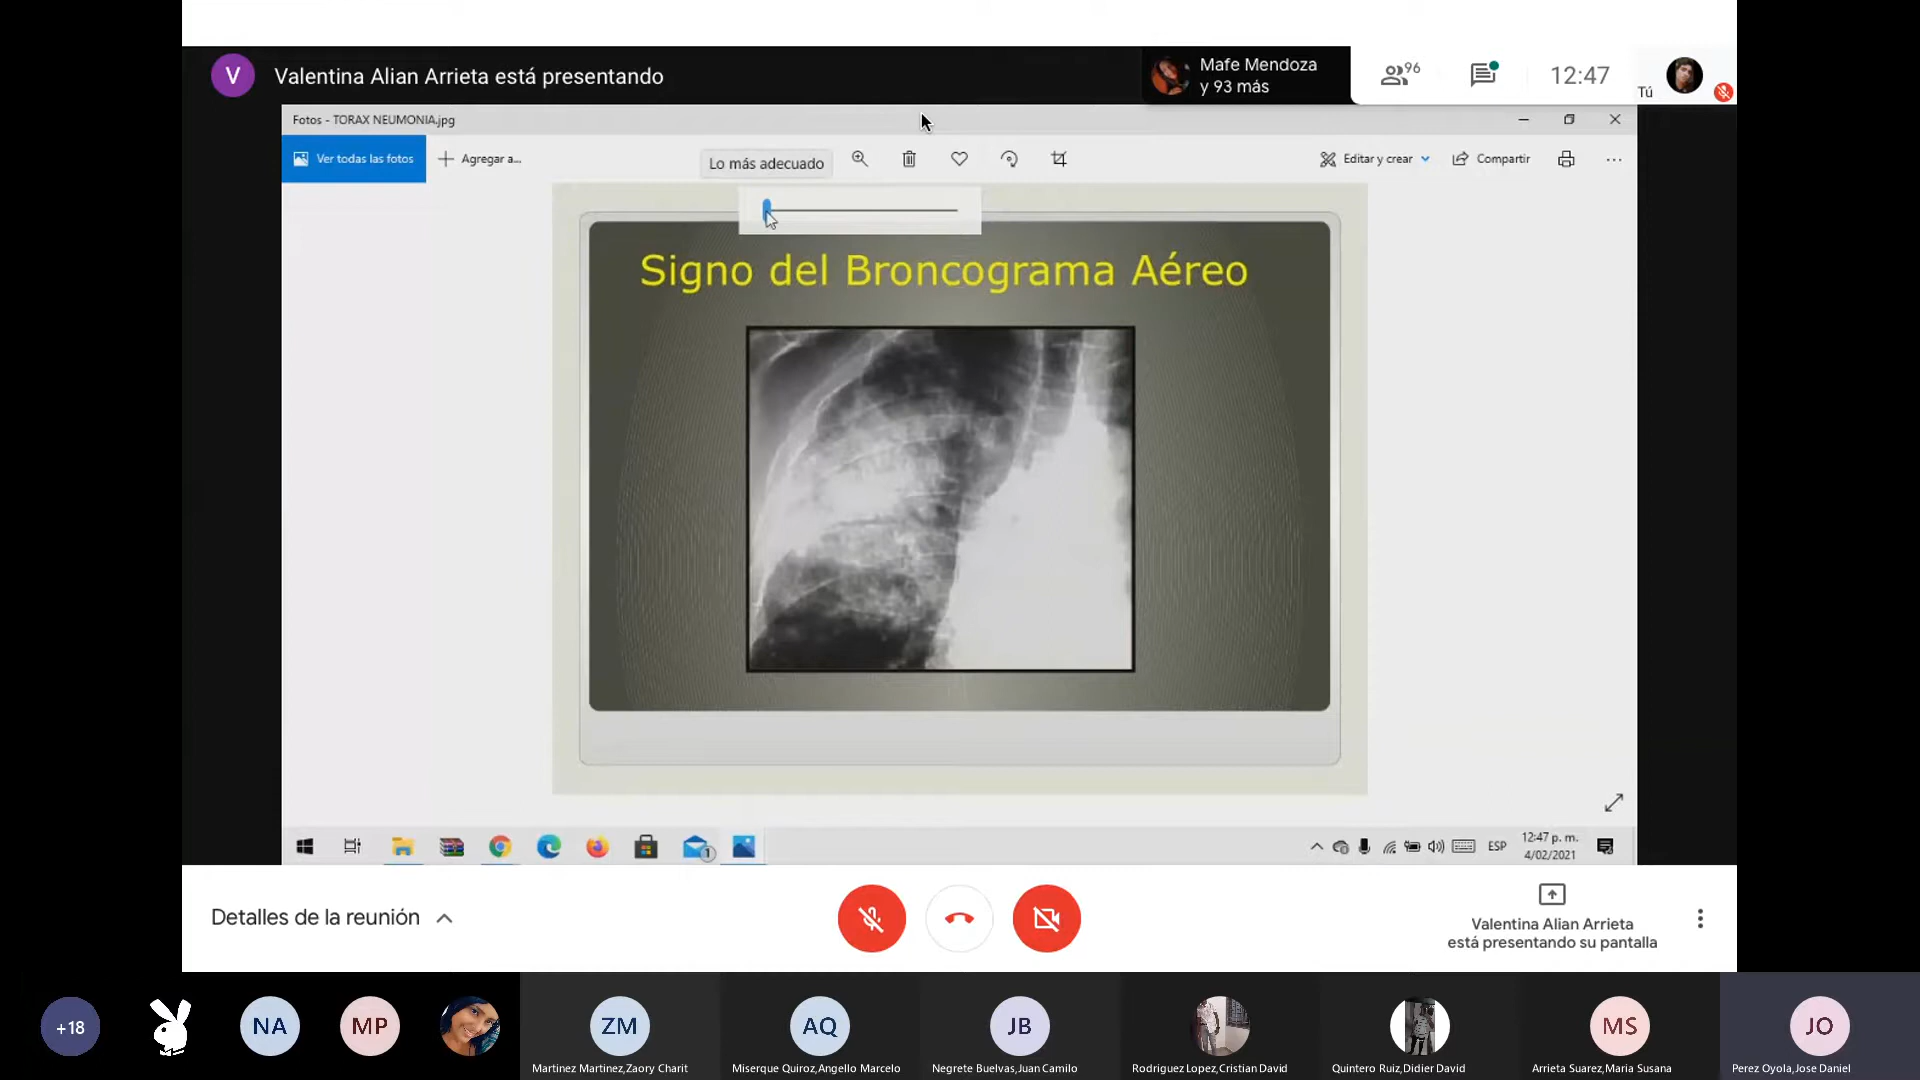 V
Valentina Alian Arrieta está presentando
Mafe Mendoza
y 93 más
96
12:47
Tú
Fotos - TORAX NEUMONIA.jpg
Ver todas las fotos
Agregar a...
Lo más adecuado
Editar y crear
Compartir
Signo del Broncograma Aéreo
1
ESP
12:47 p. m.
4/02/2021
Detalles de la reunión
Valentina Alian Arrieta
está presentando su pantalla
+18
NA
MP
ZM
AQ
JB
MS
JO
Martinez Martinez,Zaory Charit
Miserque Quiroz,Angello Marcelo
Negrete Buelvas,Juan Camilo
Rodriguez Lopez,Cristian David
Quintero Ruiz,Didier David
Arrieta Suarez,Maria Susana
Perez Oyola,Jose Daniel